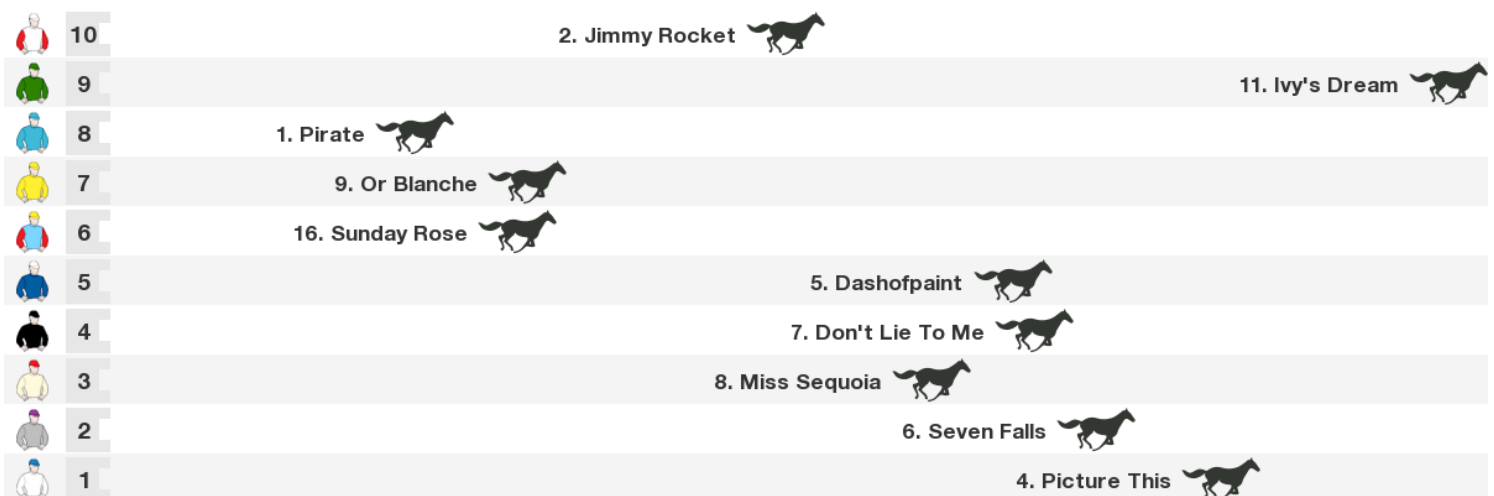 10 2. Jimmy Rocket
9 11. Ivy's Dream
8 1. Pirate
7 9. Or Blanche
6 16. Sunday Rose
5 5. Dashofpaint
4 7. Don't Lie To Me
3 8. Miss Sequoia
2 6. Seven Falls
1 4. Picture This